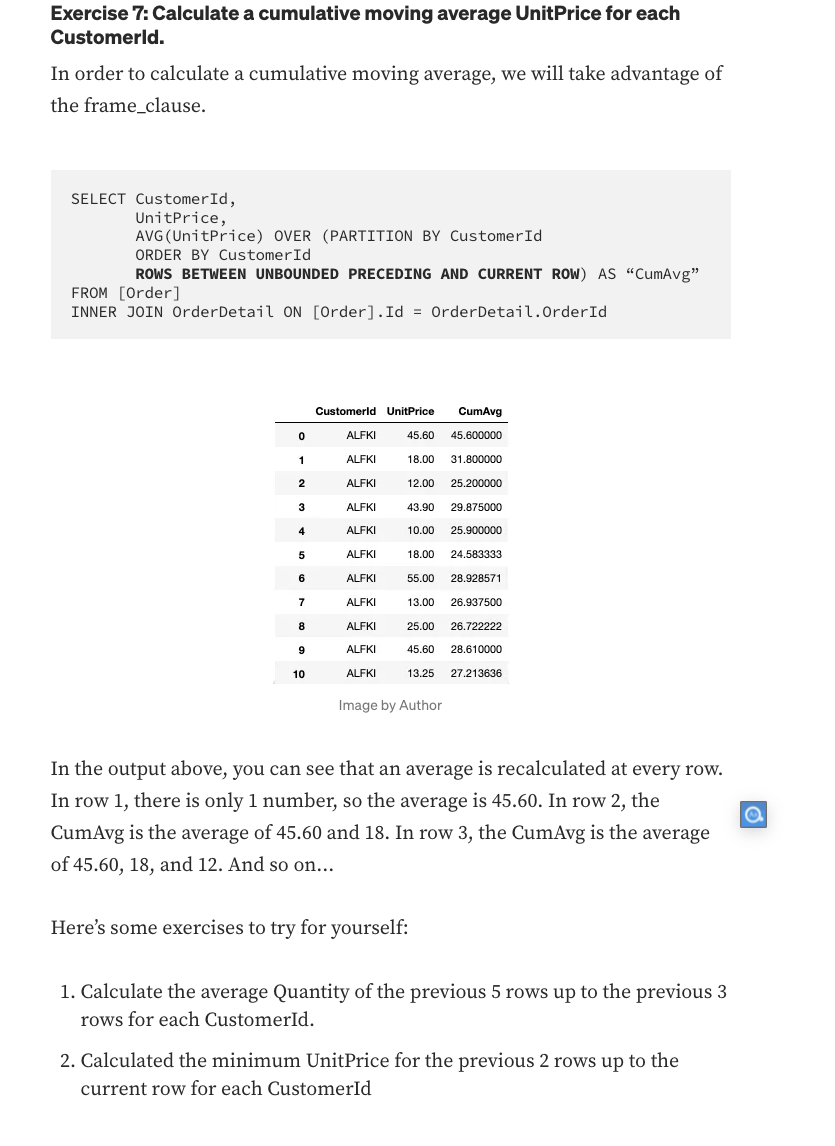 Exercise 7: Calculate a cumulative moving average UnitPrice for each
CustomerId.
In order to calculate a cumulative moving average, we will take advantage of
the frame_clause.
SELECT CustomerId,
UnitPrice,
AVG(UnitPrice) OVER (PARTITION BY CustomerId
ORDER BY CustomerId
ROWS BETWEEN UNBOUNDED PRECEDING AND CURRENT ROW) AS “CumAvg”
FROM [Order]
INNER JOIN OrderDetail ON [Order].Id = OrderDetail.OrderId
CustomerId UnitPrice CumAvg
0 ALFKI 45.60 45.600000
1 ALFKI 18.00 31.800000
2 ALFKI 12.00 25.200000
3 ALFKI 43.90 29.875000
4 ALFKI 10.00 25.900000
5 ALFKI 18.00 24.583333
6 ALFKI 55.00 28.928571
7 ALFKI 13.00 26.937500
8 ALFKI 25.00 26.722222
9 ALFKI 45.60 28.610000
10 ALFKI 13.25 27.213636
Image by Author
In the output above, you can see that an average is recalculated at every row.
In row 1, there is only 1 number, so the average is 45.60. In row 2, the
CumAvg is the average of 45.60 and 18. In row 3, the CumAvg is the average
of 45.60, 18, and 12. And so on…
Here’s some exercises to try for yourself:
1. Calculate the average Quantity of the previous 5 rows up to the previous 3
rows for each CustomerId.
2. Calculated the minimum UnitPrice for the previous 2 rows up to the
current row for each CustomerId